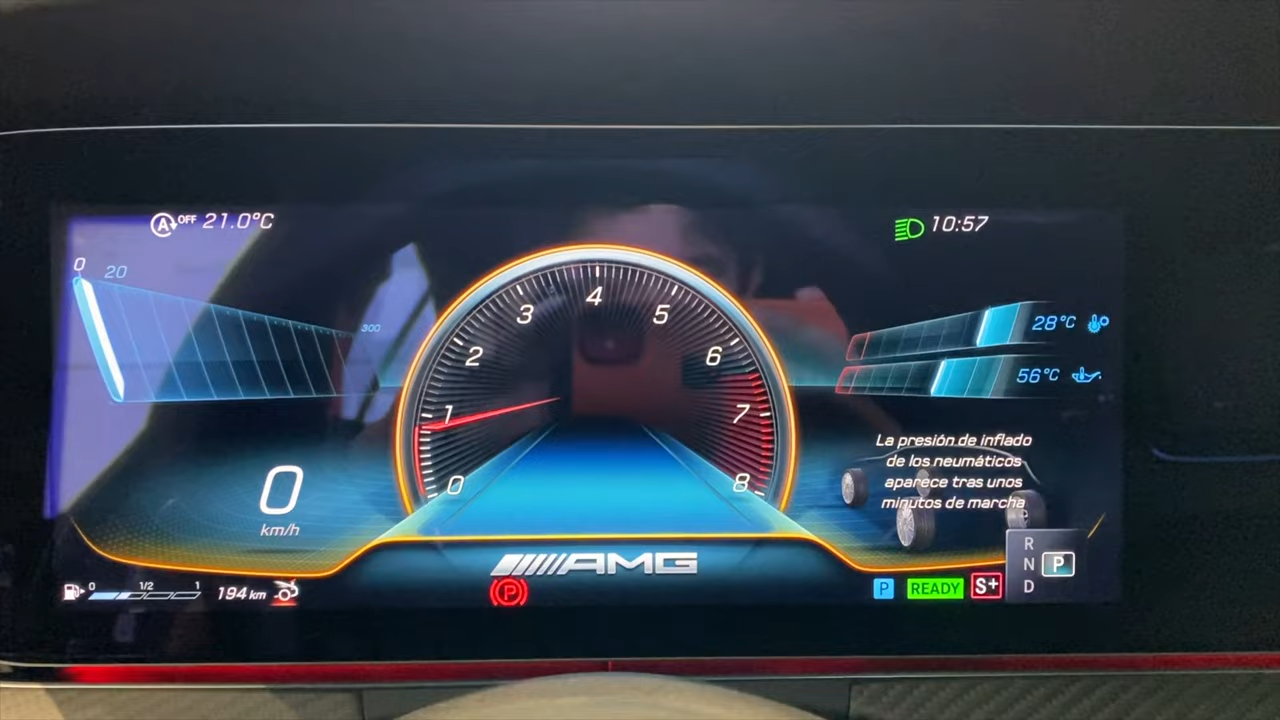 A OFF 21.0°C
10:57
0 20
300
0 1 2 3 4 5 6 7 8
28°C
56°C
La presión de inflado
de los neumáticos
aparece tras unos
minutos de marcha
0
km/h
AMG
R
N P
D
0 1/2 1
194 km
P
P READY S+